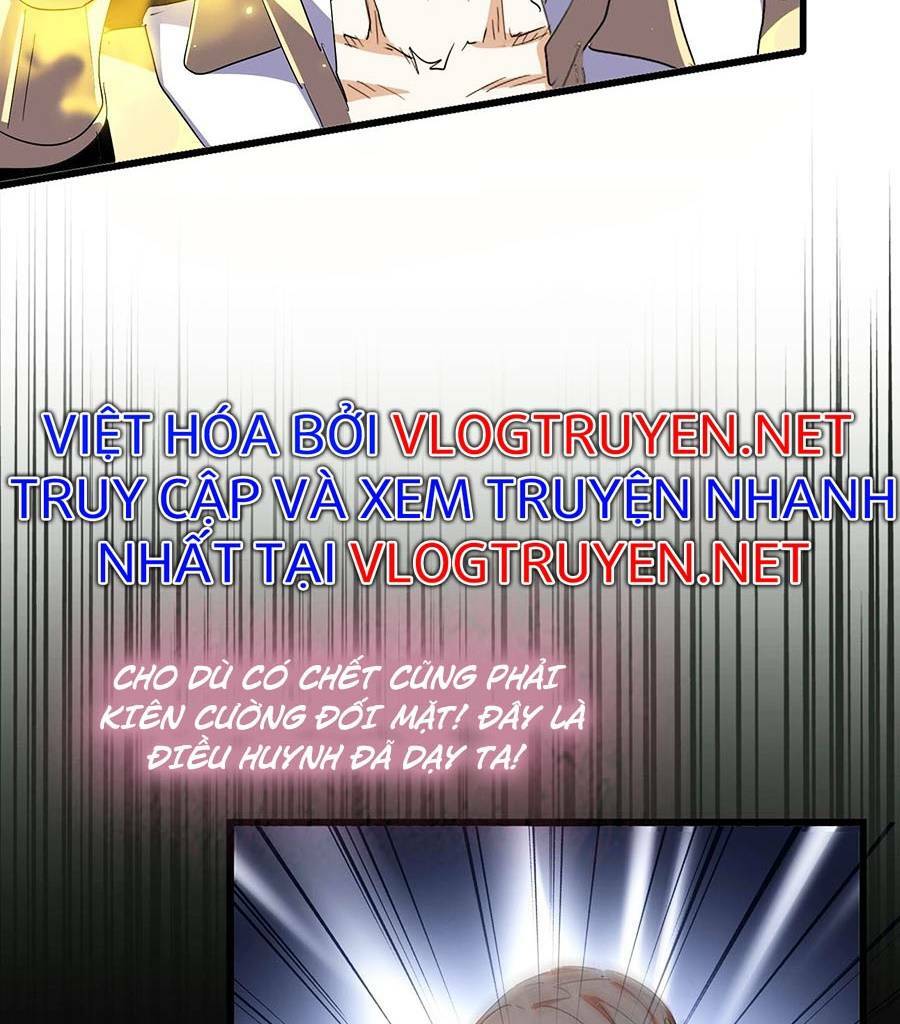 VIỆT HÓA BỞI VLOGTRUYEN.NET
TRUY CẬP VÀ XEM TRUYỆN NHANH
NHẤT TẠI VLOGTRUYEN.NET
CHO DÙ CÓ CHẾT CŨNG PHẢI
KIÊN CƯỜNG ĐỐI MẶT! ĐÂY LÀ
ĐIỀU HUYNH ĐÃ DẠY TA!